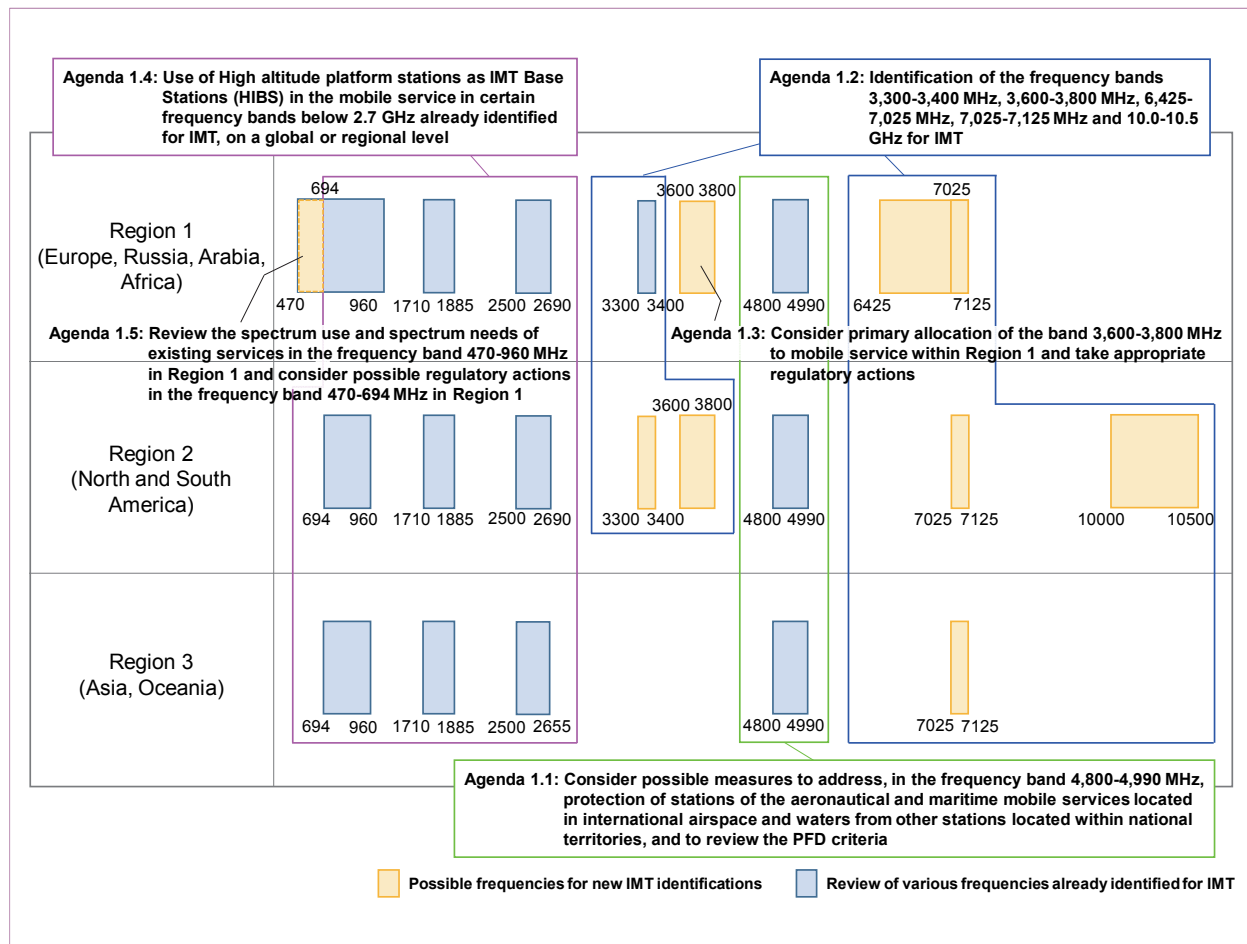 Agenda 1.4: Use of High altitude platform stations as IMT Base
Stations (HIBS) in the mobile service in certain
frequency bands below 2.7 GHz already identified
for IMT, on a global or regional level
Agenda 1.2: Identification of the frequency bands
3,300-3,400 MHz, 3,600-3,800 MHz, 6,425-
7,025 MHz, 7,025-7,125 MHz and 10.0-10.5
GHz for IMT
Region 1
(Europe, Russia, Arabia,
Africa)
694
3600 3800
7025
470
960
1710 1885
2500 2690
3300 3400
4800 4990
6425
7125
Agenda 1.5: Review the spectrum use and spectrum needs of
existing services in the frequency band 470-960 MHz
in Region 1 and consider possible regulatory actions
in the frequency band 470-694 MHz in Region 1
Agenda 1.3: Consider primary allocation of the band 3,600-3,800 MHz
to mobile service within Region 1 and take appropriate
regulatory actions
Region 2
(North and South
America)
3600 3800
694 960
1710 1885
2500 2690
3300 3400
4800 4990
7025 7125
10000 10500
Region 3
(Asia, Oceania)
694 960
1710 1885
2500 2655
4800 4990
7025 7125
Agenda 1.1: Consider possible measures to address, in the frequency band 4,800-4,990 MHz,
protection of stations of the aeronautical and maritime mobile services located
in international airspace and waters from other stations located within national
territories, and to review the PFD criteria
Possible frequencies for new IMT identifications
Review of various frequencies already identified for IMT